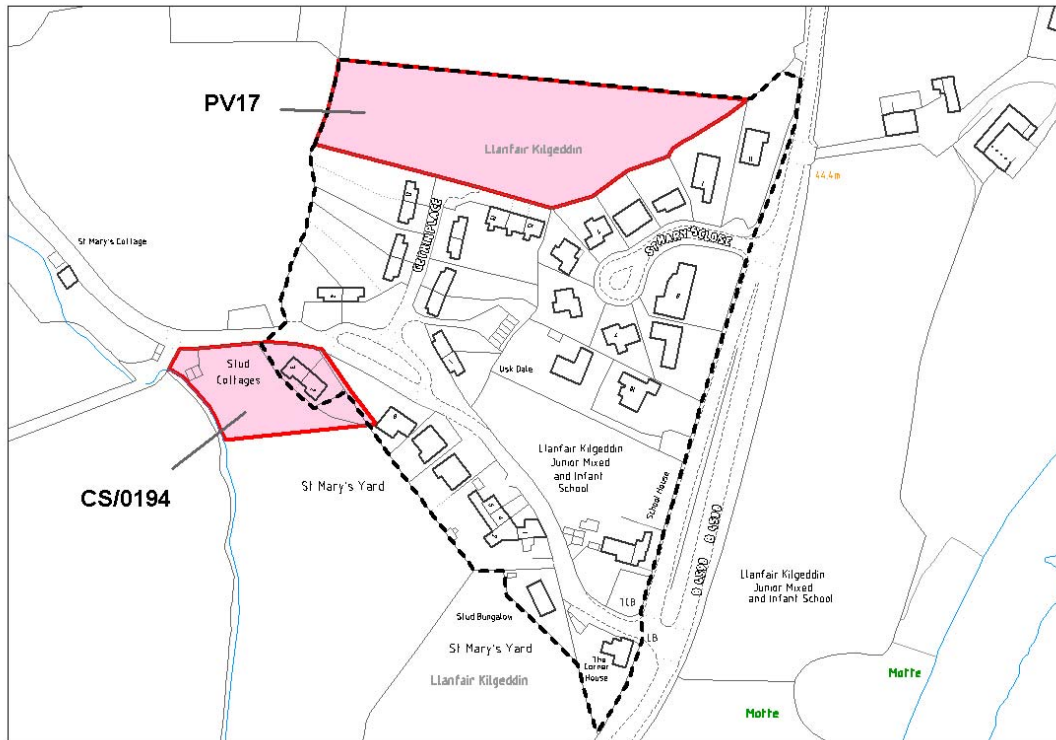 PV17
Llanfair Kilgeddin
44.4m
GETHIN PLACE
ST MARY'S CLOSE
St Mary's Cottage
Stud
Cottages
Usk Dale
CS/0194
St Mary's Yard
Llanfair Kilgeddin
Junior Mixed
and Infant
School
School House
B 4598
B 4598
Llanfair Kilgeddin
Junior Mixed
and Infant School
TCB
LB
Stud Bungalow
St Mary's Yard
The
Corner
House
Llanfair Kilgeddin
Motte
Motte